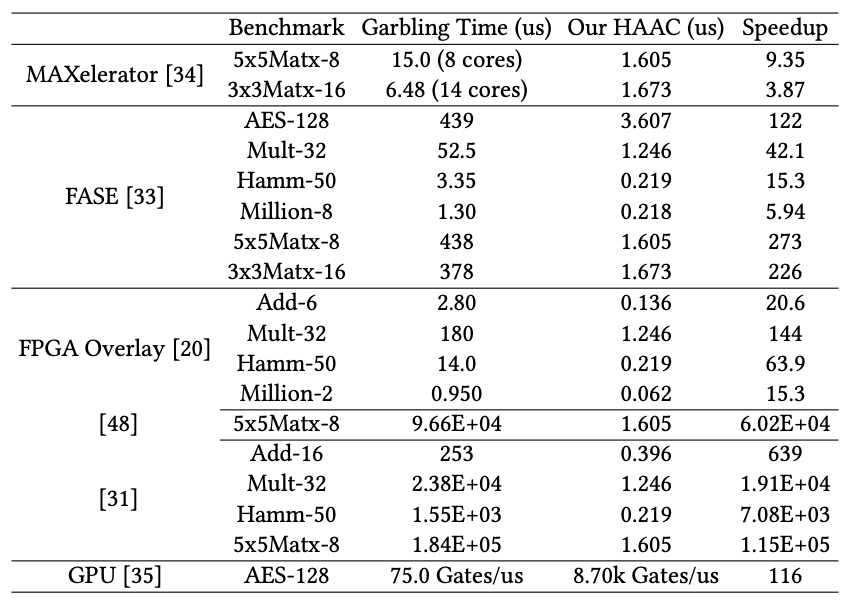 Benchmark Garbling Time (us) Our HAAC (us) Speedup
MAXelerator [34]
5x5Matx-8 15.0 (8 cores) 1.605 9.35
3x3Matx-16 6.48 (14 cores) 1.673 3.87
FASE [33]
AES-128 439 3.607 122
Mult-32 52.5 1.246 42.1
Hamm-50 3.35 0.219 15.3
Million-8 1.30 0.218 5.94
5x5Matx-8 438 1.605 273
3x3Matx-16 378 1.673 226
FPGA Overlay [20]
Add-6 2.80 0.136 20.6
Mult-32 180 1.246 144
Hamm-50 14.0 0.219 63.9
Million-2 0.950 0.062 15.3
[48] 5x5Matx-8 9.66E+04 1.605 6.02E+04
[31]
Add-16 253 0.396 639
Mult-32 2.38E+04 1.246 1.91E+04
Hamm-50 1.55E+03 0.219 7.08E+03
5x5Matx-8 1.84E+05 1.605 1.15E+05
GPU [35] AES-128 75.0 Gates/us 8.70k Gates/us 116